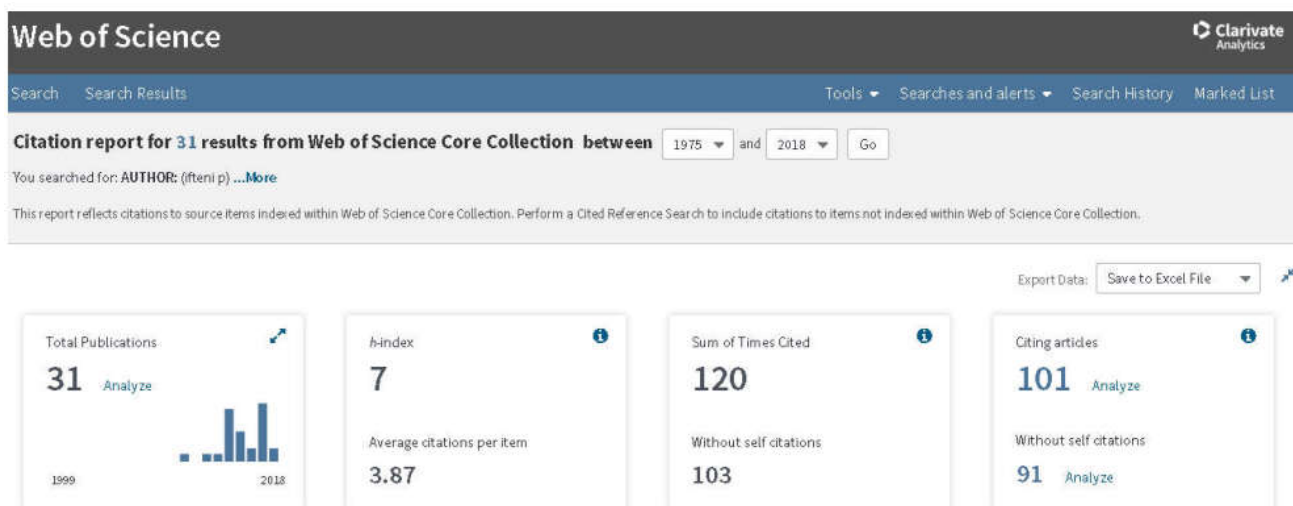 Web of Science
Clarivate
Analytics
Search Search Results Tools Searches and alerts Search History Marked List
Citation report for 31 results from Web of Science Core Collection between 1975 and 2018 Go
You searched for: AUTHOR: (ifteni p) ...More
This report reflects citations to source items indexed within Web of Science Core Collection. Perform a Cited Reference Search to include citations to items not indexed within Web of Science Core Collection.
Export Data: Save to Excel File
Total Publications
31 Analyze
1999 2018
h-index
7
Average citations per item
3.87
Sum of Times Cited
120
Without self citations
103
Citing articles
101 Analyze
Without self citations
91 Analyze